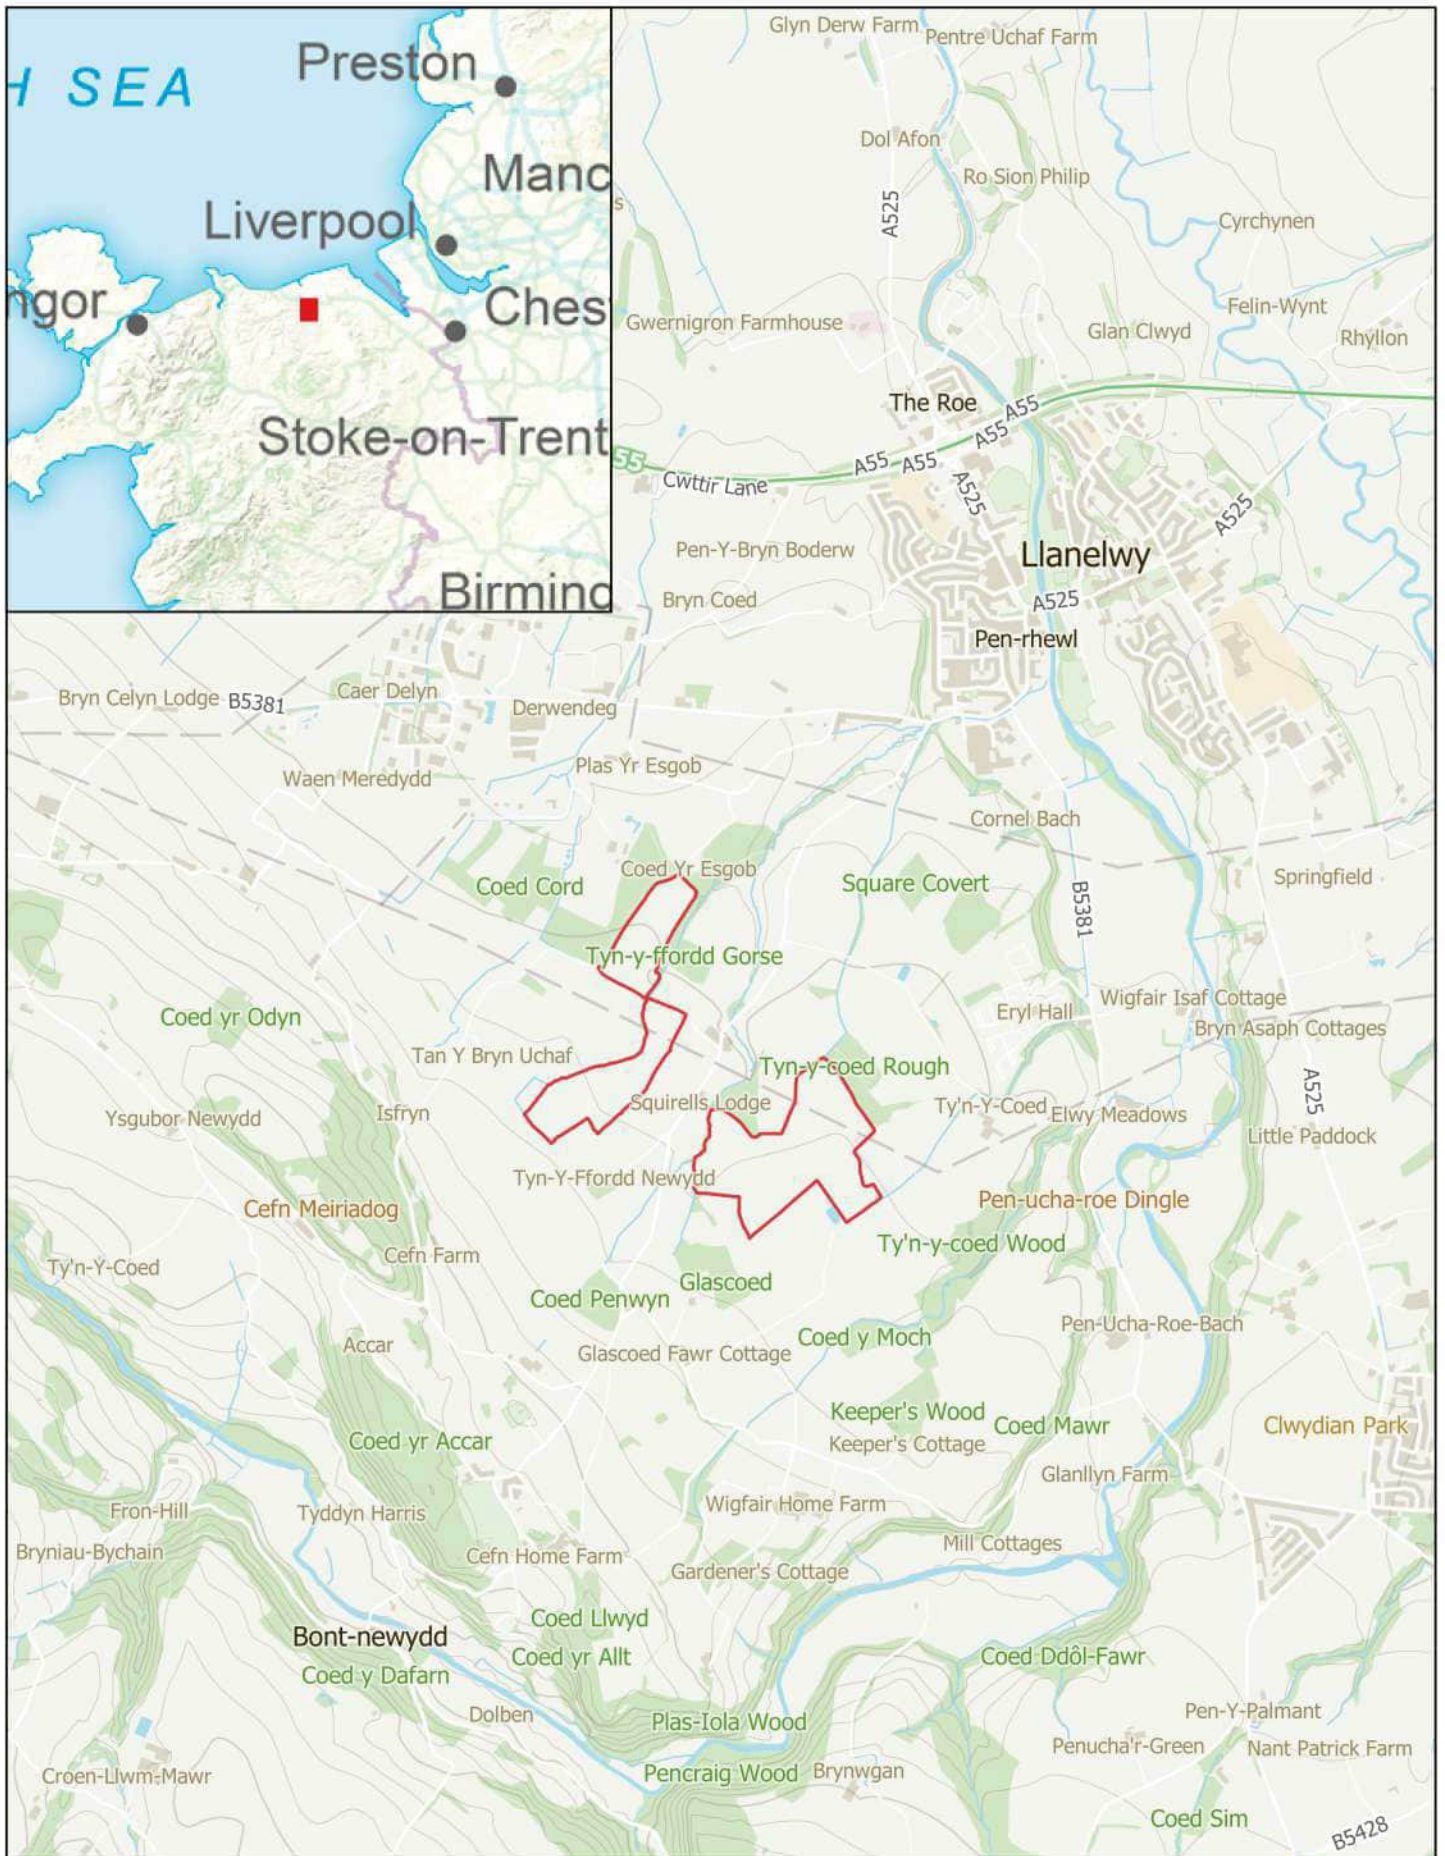 H SEA
Preston
Manc
Liverpool
ngor
Ches
Stoke-on-Trent
Birming
Glyn Derw Farm
Pentre Uchaf Farm
Dol Afon
Ro Sion Philip
s
A525
Cyrchynen
Felin-Wynt
Gwernigron Farmhouse
Glan Clwyd
Rhyllon
The Roe
A55
A55
55
A55
A55
Cwttir Lane
A525
A525
Pen-Y-Bryn Boderw
Llanelwy
Bryn Coed
A525
Pen-rhewl
Bryn Celyn Lodge
B5381
Caer Delyn
Derwendeg
Plas Yr Esgob
Waen Meredydd
Cornel Bach
Coed Yr Esgob
Coed Cord
Square Covert
Springfield
B5381
Tyn-y-ffordd Gorse
Wigfair Isaf Cottage
Eryl Hall
Coed yr Odyn
Bryn Asaph Cottages
Tan Y Bryn Uchaf
Tyn-y-coed Rough
A525
Squirells Lodge
Ty'n-Y-Coed
Elwy Meadows
Ysgubor Newydd
Isfryn
Little Paddock
Tyn-Y-Ffordd Newydd
Pen-ucha-roe Dingle
Cefn Meiriadog
Ty'n-y-coed Wood
Cefn Farm
Ty'n-Y-Coed
Glascoed
Coed Penwyn
Pen-Ucha-Roe-Bach
Coed y Moch
Accar
Glascoed Fawr Cottage
Keeper's Wood
Coed Mawr
Clwydian Park
Coed yr Accar
Keeper's Cottage
Glanllyn Farm
Wigfair Home Farm
Fron-Hill
Tyddyn Harris
Mill Cottages
Bryniau-Bychain
Cefn Home Farm
Gardener's Cottage
Coed Llwyd
Bont-newydd
Coed yr Allt
Coed Ddôl-Fawr
Coed y Dafarn
Dolben
Plas-Iola Wood
Pen-Y-Palmant
Penucha'r-Green
Nant Patrick Farm
Pencraig Wood
Brynwgan
Croen-Llwm-Mawr
Coed Sim
B5428